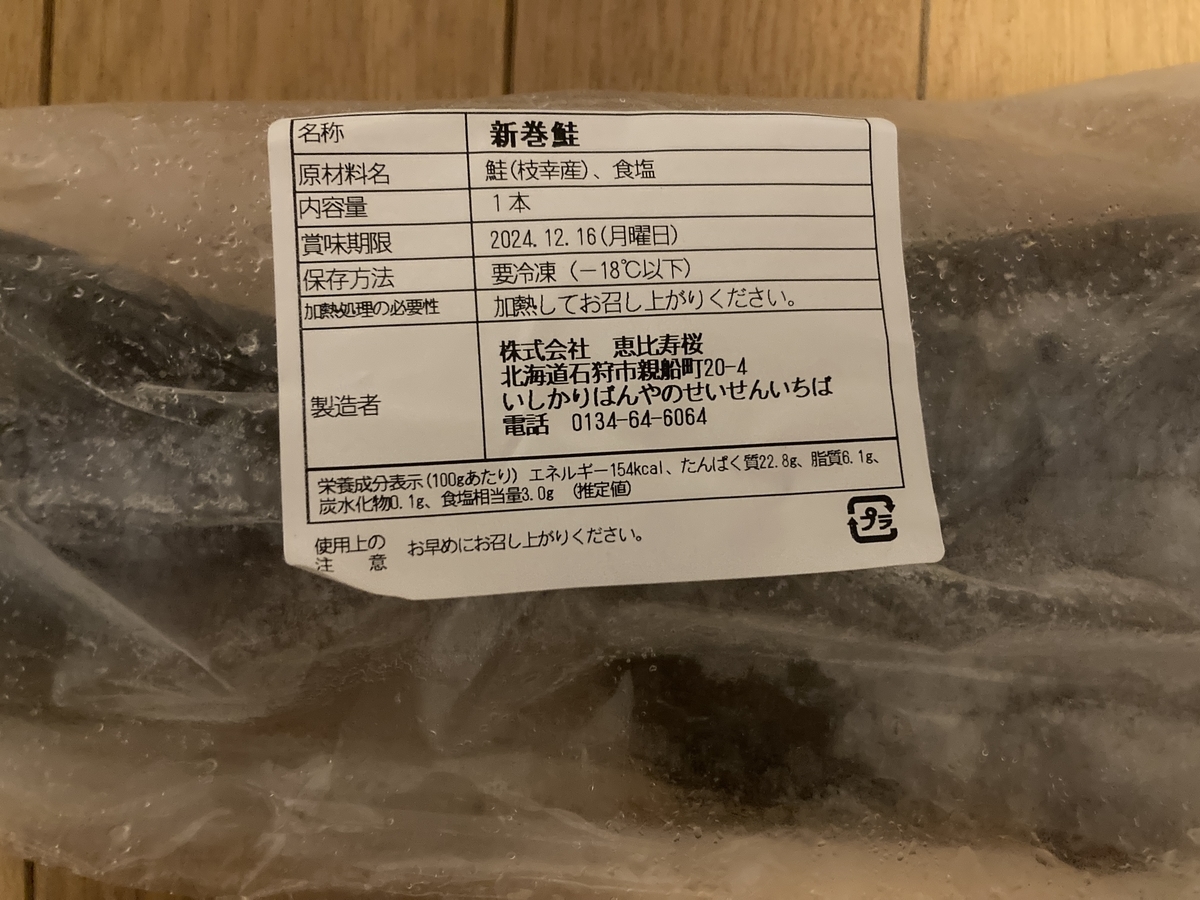 名称 新巻鮭
原材料名 鮭(枝幸産)、食塩
内容量 1本
賞味期限 2024.12.16(月曜日)
保存方法 要冷凍（－18℃以下）
加熱処理の必要性 加熱してお召し上がりください。
製造者 株式会社 恵比寿桜
北海道石狩市親船町20-4
いしかりばんやのせいせんいちば
電話 0134-64-6064
栄養成分表示(100gあたり) エネルギー154kcal、たんぱく質22.8g、脂質6.1g、
炭水化物0.1g、食塩相当量3.0g (推定値)
使用上の注意 お早めにお召し上がりください。
プラ